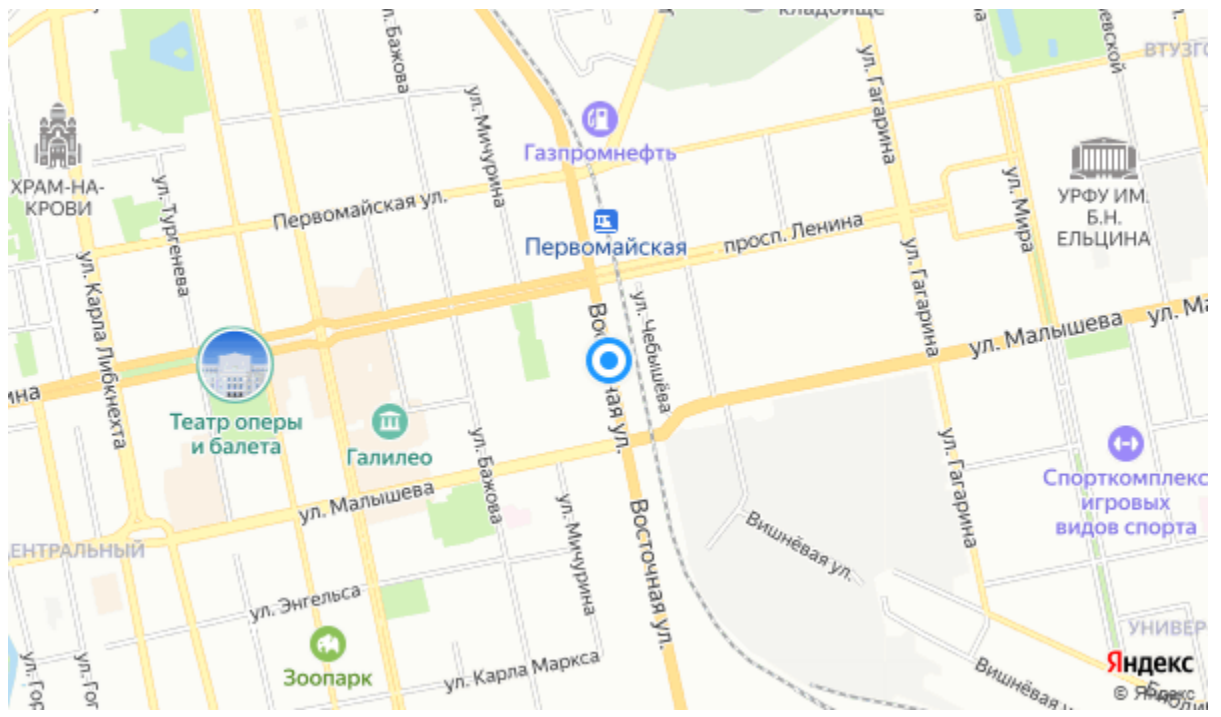 кладбище
ул. Бажова
ул. Мичурина
ул. Гагарина
ВТУЗГО
Газпромнефть
ХРАМ-НА-
КРОВИ
ул. Тургенева
Первомайская ул.
Первомайская
просп. Ленина
ул. Мира
УРФУ ИМ.
Б.Н.
ЕЛЬЦИНА
ул. Карла Либкнехта
ул. Чебышёва
ул. Гагарина
ул. Малышева
ина
Театр оперы
и балета
Галилео
ул. Малышева
ул. Бажова
Восточная ул.
ул. Гагарина
Спорткомплекс
игровых
видов спорта
ЕНТРАЛЬНЫЙ
ул. Мичурина
Восточная ул.
Вишнёвая ул.
ул. Энгельса
Зоопарк
ул. Карла Маркса
УНИВЕР
Яндекс
© Яндекс